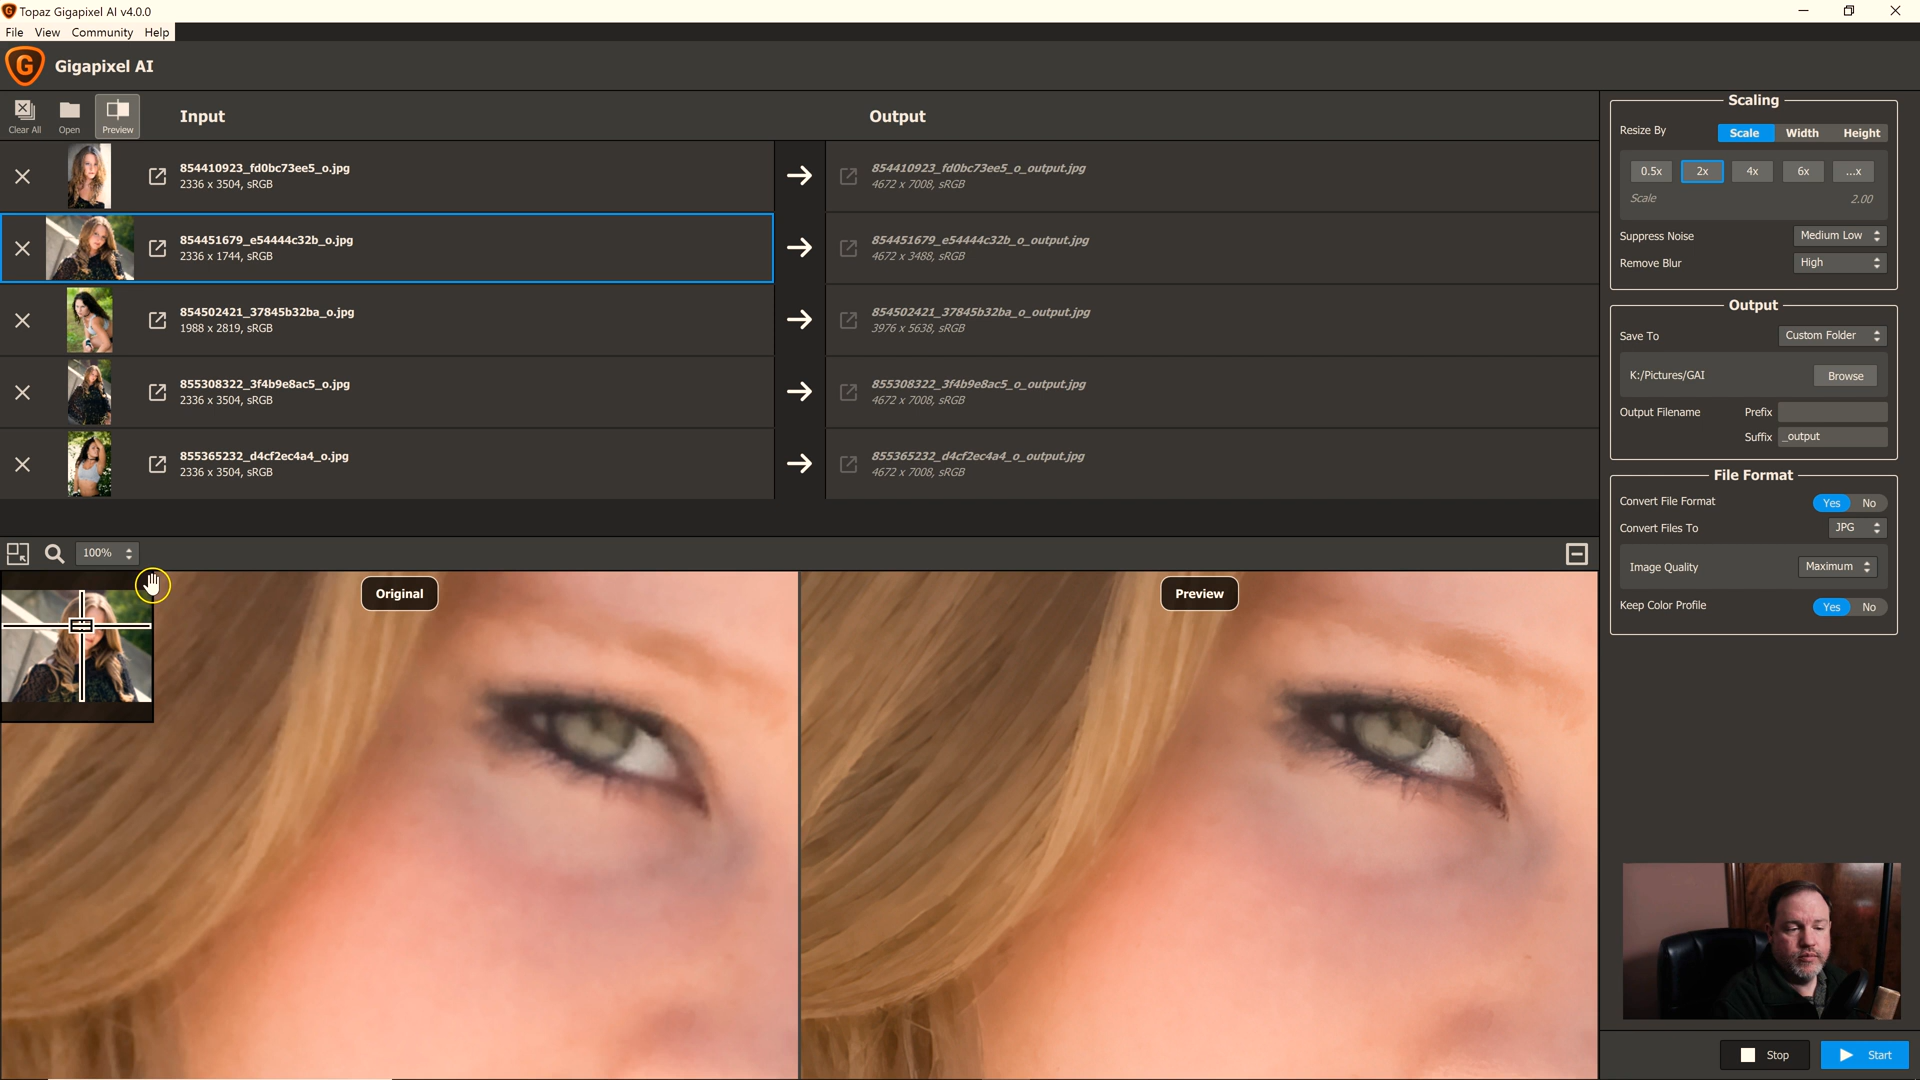 Topaz Gigapixel AI v4.0.0
File View Community Help
G Gigapixel AI
Clear All Open Preview Input Output
854410923_fd0bc73ee5_o.jpg
2336 x 3504, sRGB
854410923_fd0bc73ee5_o_output.jpg
4672 x 7008, sRGB
854451679_e54444c32b_o.jpg
2336 x 1744, sRGB
854451679_e54444c32b_o_output.jpg
4672 x 3488, sRGB
854502421_37845b32ba_o.jpg
1988 x 2819, sRGB
854502421_37845b32ba_o_output.jpg
3976 x 5638, sRGB
855308322_3f4b9e8ac5_o.jpg
2336 x 3504, sRGB
855308322_3f4b9e8ac5_o_output.jpg
4672 x 7008, sRGB
855365232_d4cf2ec4a4_o.jpg
2336 x 3504, sRGB
855365232_d4cf2ec4a4_o_output.jpg
4672 x 7008, sRGB
100%
Original
Preview
Scaling
Resize By Scale Width Height
0.5x 2x 4x 6x ...x
Scale 2.00
Suppress Noise Medium Low
Remove Blur High
Output
Save To Custom Folder
K:/Pictures/GAI Browse
Output Filename Prefix
Suffix _output
File Format
Convert File Format Yes No
Convert Files To JPG
Image Quality Maximum
Keep Color Profile Yes No
Stop Start